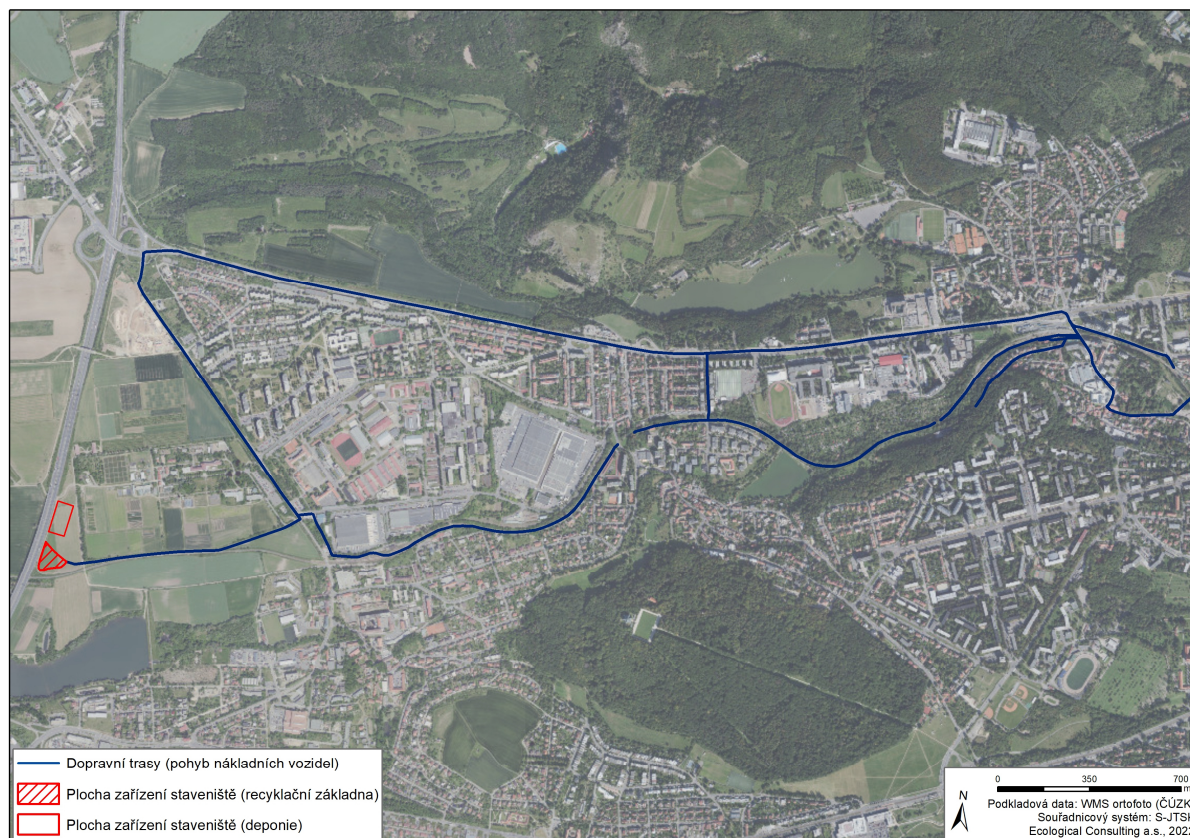 Dopravní trasy (pohyb nákladních vozidel)
Plocha zařízení staveniště (recyklační základna)
Plocha zařízení staveniště (deponie)
0 350 700
m
N
Podkladová data: WMS ortofoto (ČÚZK
Souřadnicový systém: S-JTSK
Ecological Consulting a.s.,